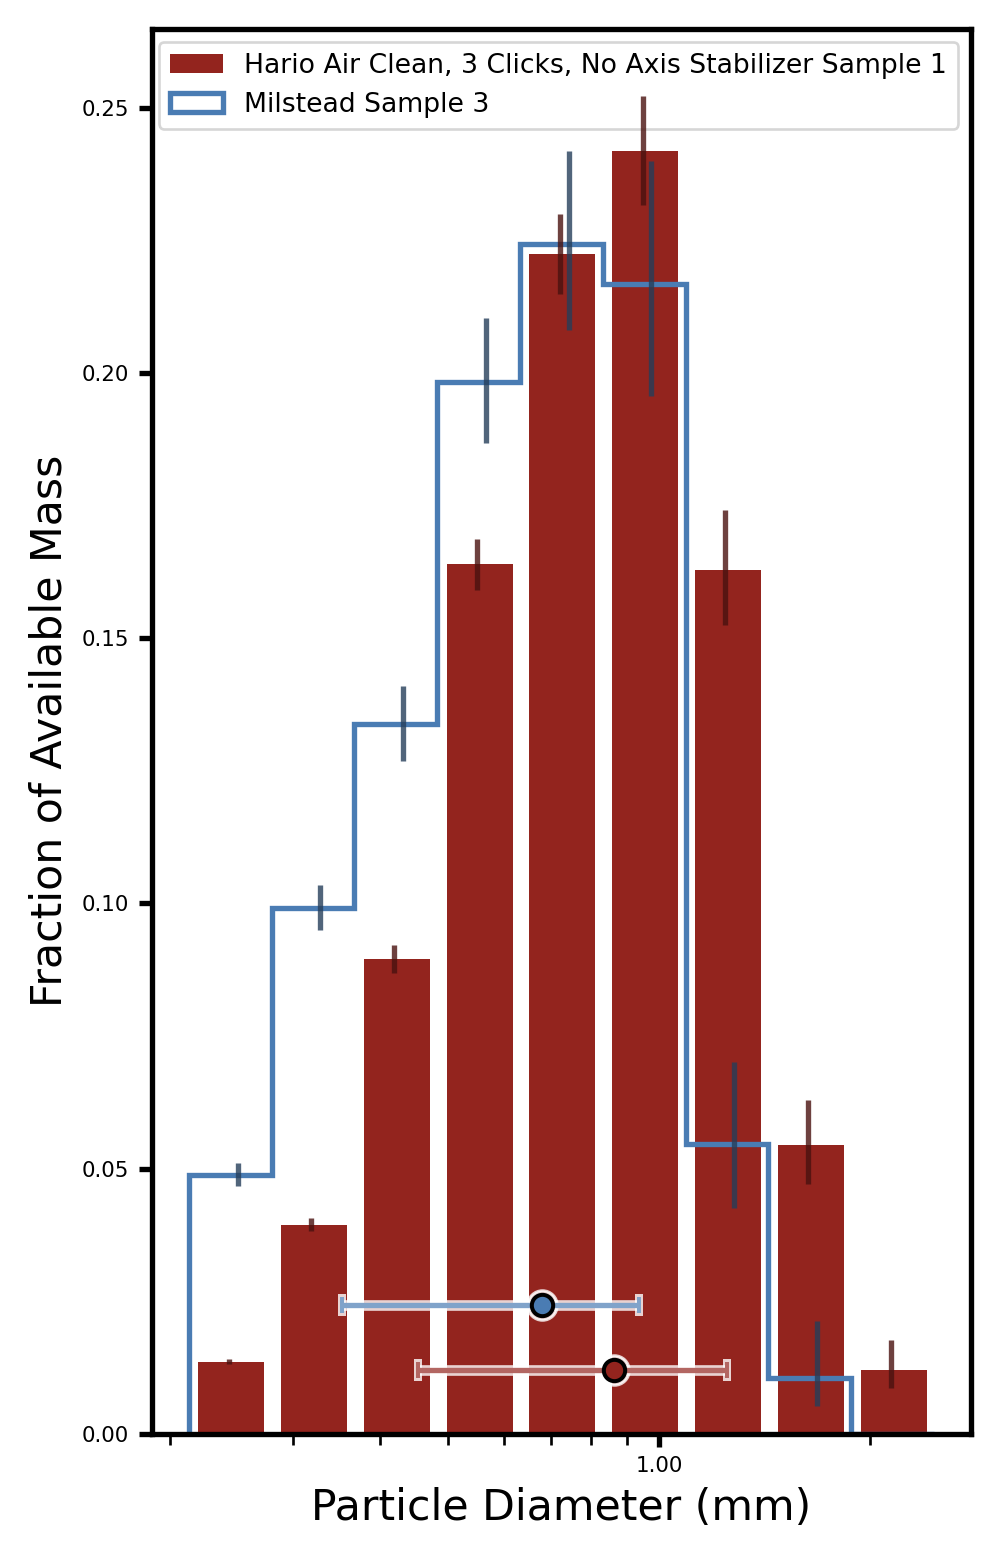 Hario Air Clean, 3 Clicks, No Axis Stabilizer Sample 1
Milstead Sample 3
Fraction of Available Mass
0.25
0.20
0.15
0.10
0.05
0.00
1.00
Particle Diameter (mm)